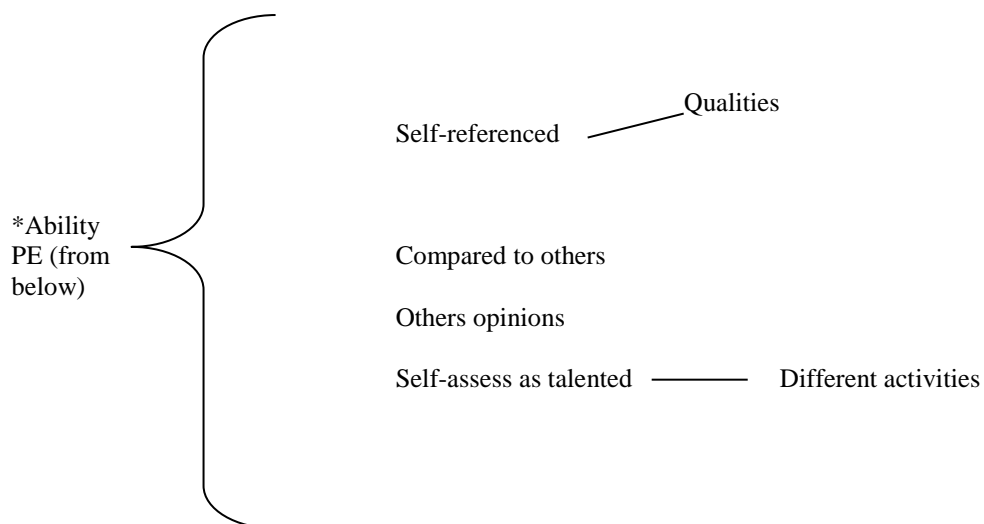 Qualities
Self-referenced
*Ability
PE (from
below)
Compared to others
Others opinions
Self-assess as talented
Different activities